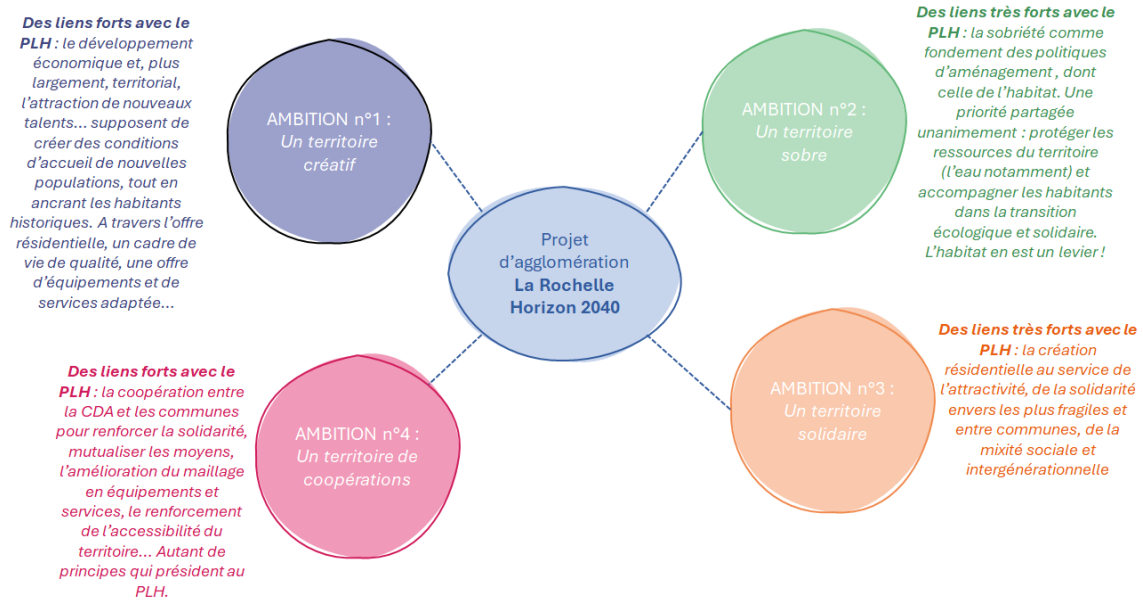 Des liens forts avec le
PLH : le développement
économique et, plus
largement, territorial,
l’attraction de nouveaux
talents... supposent de
créer des conditions
d’accueil de nouvelles
populations, tout en
ancrant les habitants
historiques. A travers l’offre
résidentielle, un cadre de
vie de qualité, une offre
d’équipements et de
services adaptée...
AMBITION n°1 :
Un territoire
créatif
AMBITION n°2 :
Un territoire
sobre
Des liens très forts avec le
PLH : la sobriété comme
fondement des politiques
d’aménagement , dont
celle de l’habitat. Une
priorité partagée
unanimement : protéger les
ressources du territoire
(l’eau notamment) et
accompagner les habitants
dans la transition
écologique et solidaire.
L’habitat en est un levier !
Projet
d’agglomération
La Rochelle
Horizon 2040
Des liens forts avec le
PLH : la coopération entre
la CDA et les communes
pour renforcer la solidarité,
mutualiser les moyens,
l’amélioration du maillage
en équipements et
services, le renforcement
de l’accessibilité du
territoire... Autant de
principes qui président au
PLH.
AMBITION n°4 :
Un territoire de
coopérations
AMBITION n°3 :
Un territoire
solidaire
Des liens très forts avec le
PLH : la création
résidentielle au service de
l’attractivité, de la solidarité
envers les plus fragiles et
entre communes, de la
mixité sociale et
intergénérationnelle